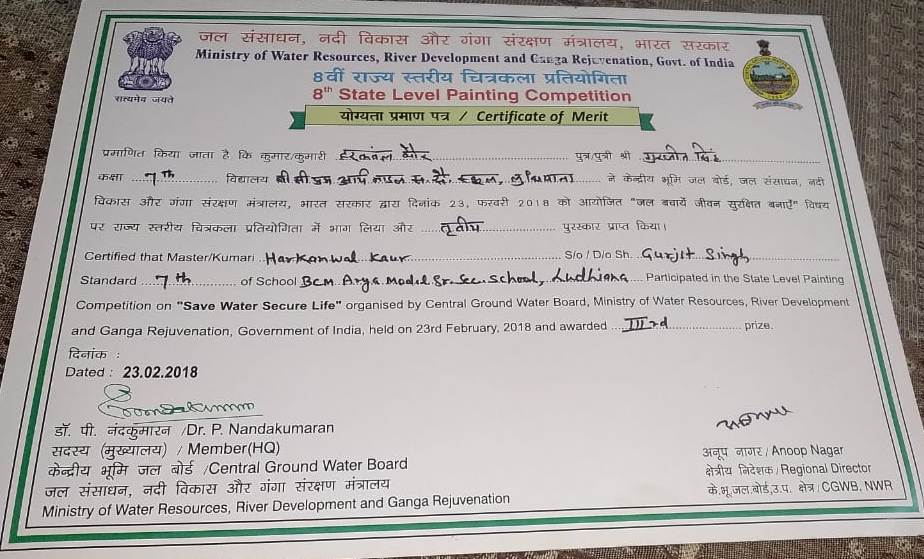 जल संसाधन, नदी विकास और गंगा संरक्षण मंत्रालय, भारत सरकार
Ministry of Water Resources, River Development and Ganga Rejuvenation, Govt. of India
8वीं राज्य स्तरीय चित्रकला प्रतियोगिता
8th State Level Painting Competition
सत्यमेव जयते
योग्यता प्रमाण पत्र / Certificate of Merit
प्रमाणित किया जाता है कि कुमार/कुमारी हरकंवल कौर पुत्र/पुत्री श्री गुरजीत सिंह
कक्षा 7th विद्यालय बी सी एम आर्य माडल स. सै. स्कूल, लुधियाना ने केन्द्रीय भूमि जल बोर्ड, जल संसाधन, नदी
विकास और गंगा संरक्षण मंत्रालय, भारत सरकार द्वारा दिनांक 23, फरवरी 2018 को आयोजित "जल बचायें जीवन सुरक्षित बनाएँ" विषय
पर राज्य स्तरीय चित्रकला प्रतियोगिता में भाग लिया और तृतीय पुरस्कार प्राप्त किया।
Certified that Master/Kumari Harkanwal Kaur S/o / D/o Sh. Gurjit Singh
Standard 7th of School BCM Arya Model Sr. Sec. School, Ludhiana Participated in the State Level Painting
Competition on "Save Water Secure Life" organised by Central Ground Water Board, Ministry of Water Resources, River Development
and Ganga Rejuvenation, Government of India, held on 23rd February, 2018 and awarded IIIrd prize.
दिनांक :
Dated : 23.02.2018
डॉ. पी. नंदकुमारन / Dr. P. Nandakumaran
सदस्य (मुख्यालय) / Member(HQ)
केन्द्रीय भूमि जल बोर्ड / Central Ground Water Board
जल संसाधन, नदी विकास और गंगा संरक्षण मंत्रालय
Ministry of Water Resources, River Development and Ganga Rejuvenation
अनूप नागर / Anoop Nagar
क्षेत्रीय निदेशक / Regional Director
के.भू.जल.बोर्ड,उ.प. क्षेत्र / CGWB, NWR